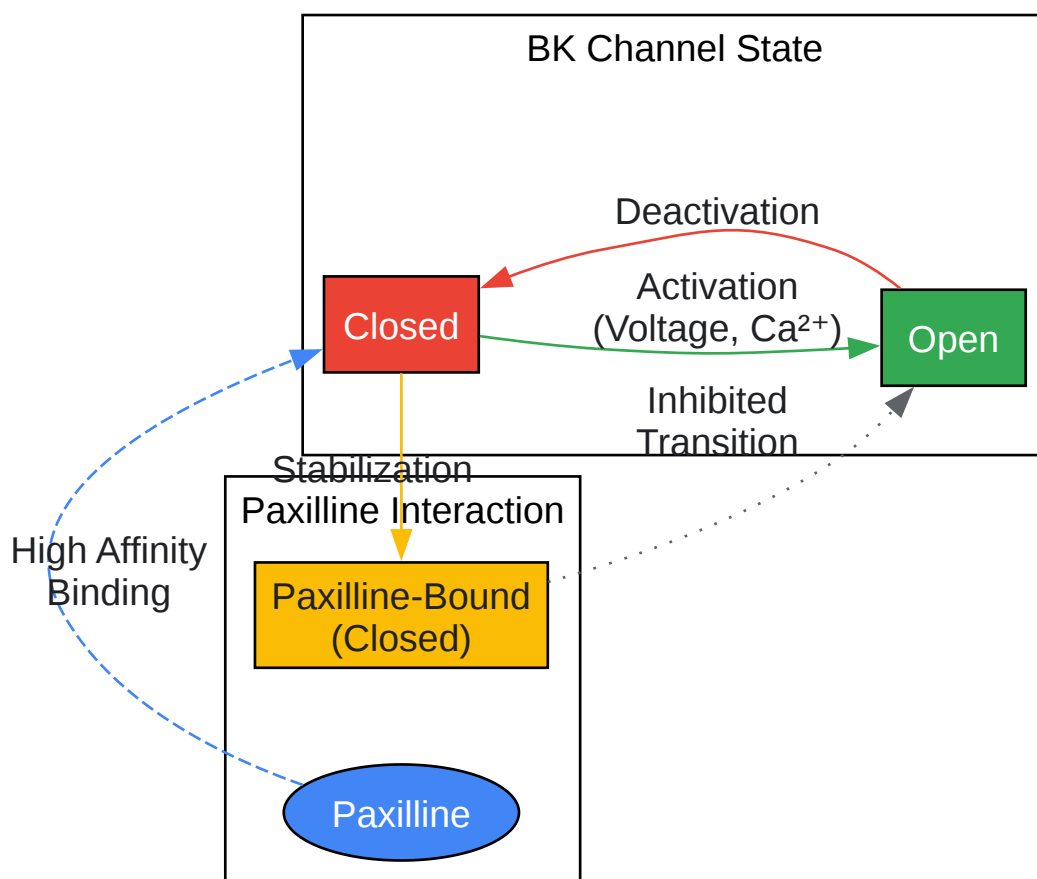 BK Channel State
Deactivation
Activation
(Voltage, Ca²⁺)
Closed
Open
Inhibited
Transition
Stabilization
Paxilline Interaction
High Affinity
Binding
Paxilline-Bound
(Closed)
Paxilline